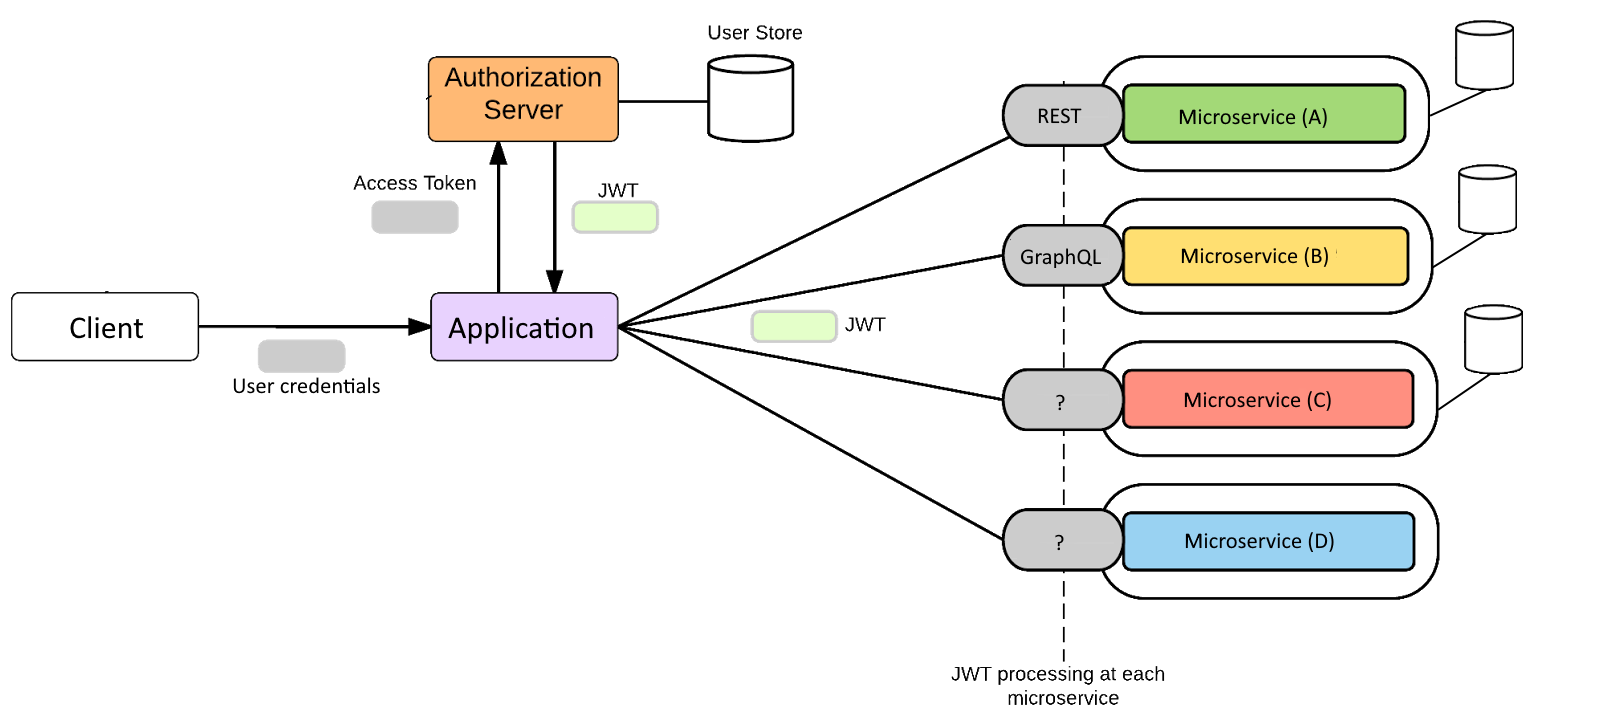 User Store
Authorization
Server
REST
Microservice (A)
Access Token
JWT
GraphQL
Microservice (B)
Client
Application
JWT
User credentials
?
Microservice (C)
?
Microservice (D)
JWT processing at each
microservice